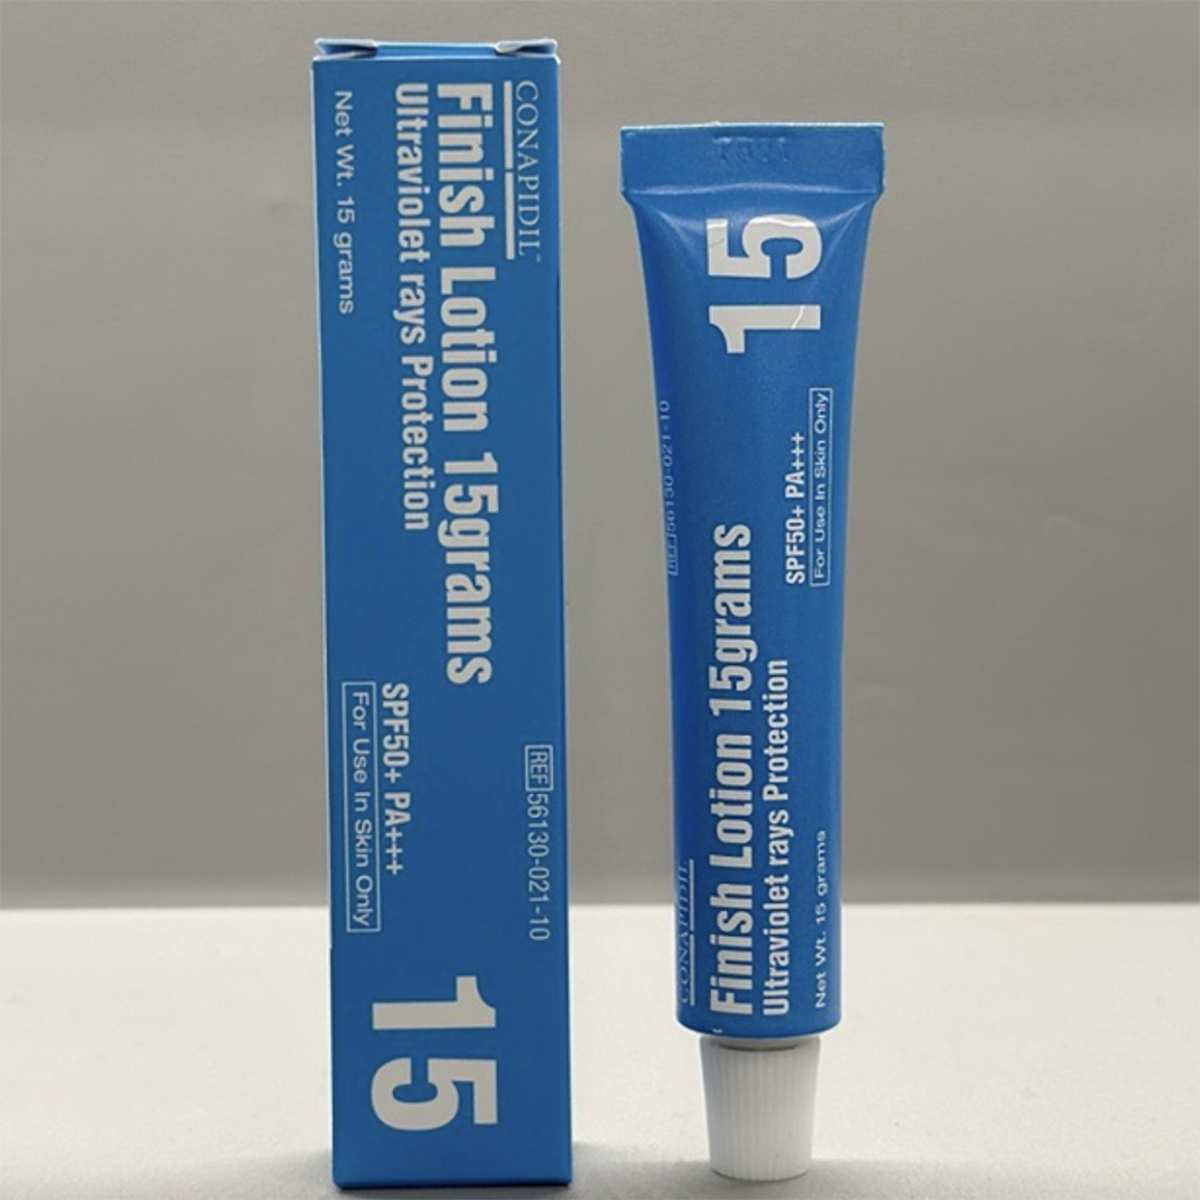 CONAPIDIL™
Finish Lotion 15grams
Ultraviolet rays Protection
Net Wt. 15 grams
REF 56130-021-10
SPF50+ PA+++
For Use In Skin Only
15
CONAPIDIL
Finish Lotion 15grams
Ultraviolet rays Protection
Net Wt. 15 grams
REF 56130-021-10
SPF50+ PA+++
For Use In Skin Only
15